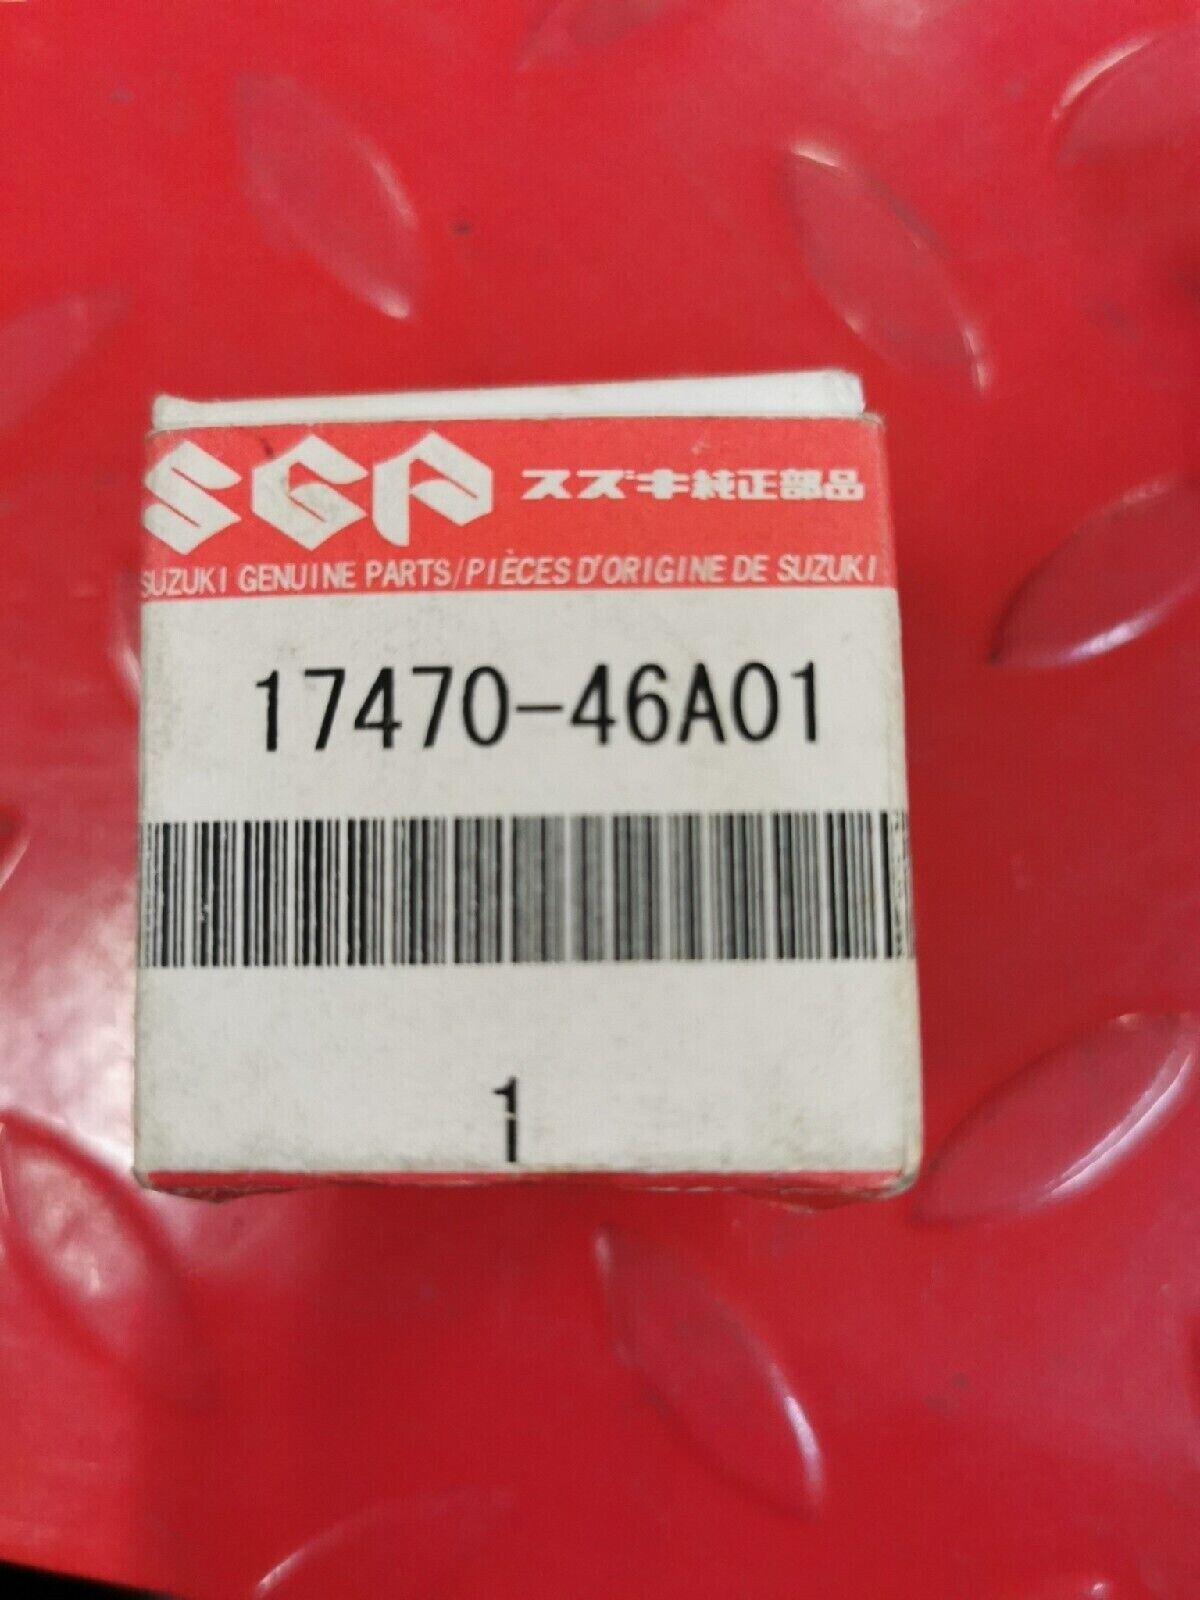 SGP スズキ純正部品
SUZUKI GENUINE PARTS/PIÈCES D'ORIGINE DE SUZUKI
17470-46A01
1